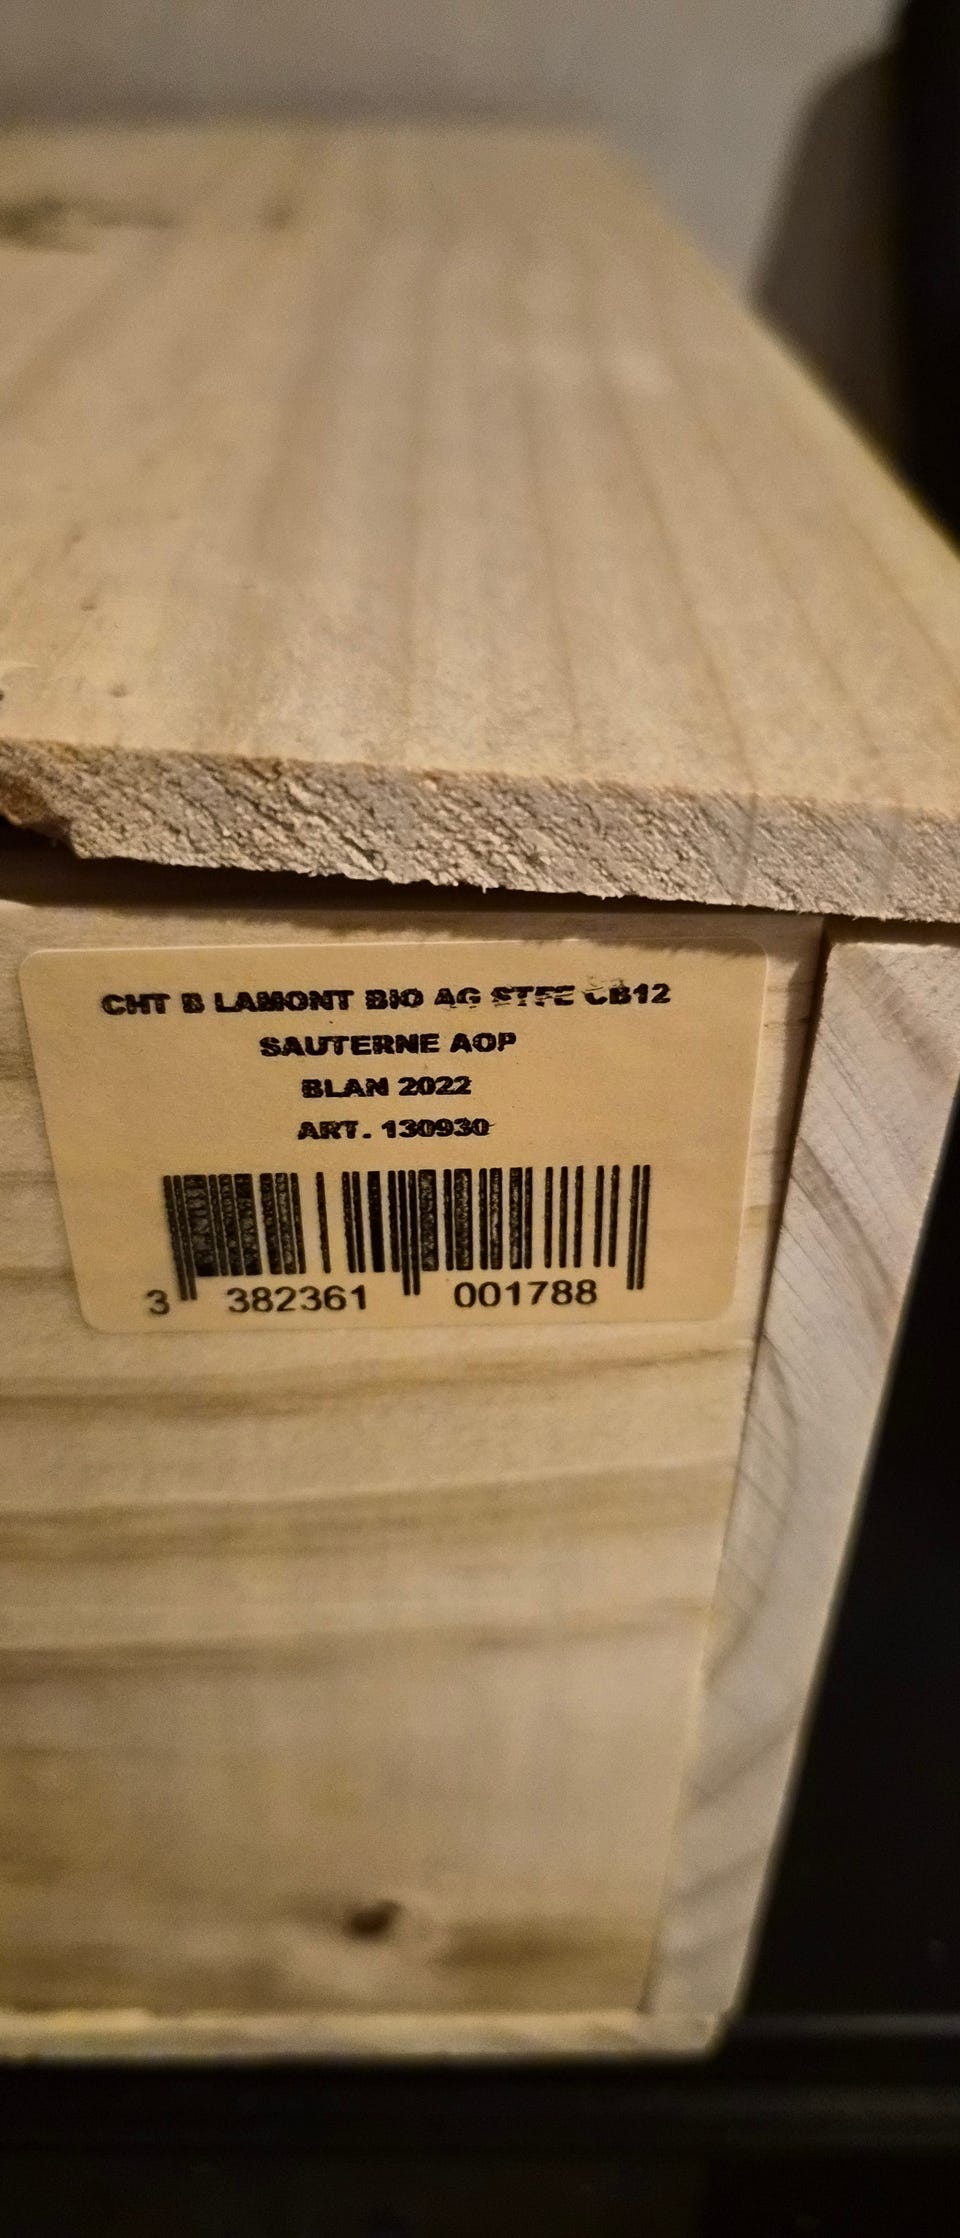 CHT B LAMONT BIO AG STFE CB12
SAUTERNE AOP
BLAN 2022
ART. 130930
3 382361 001788